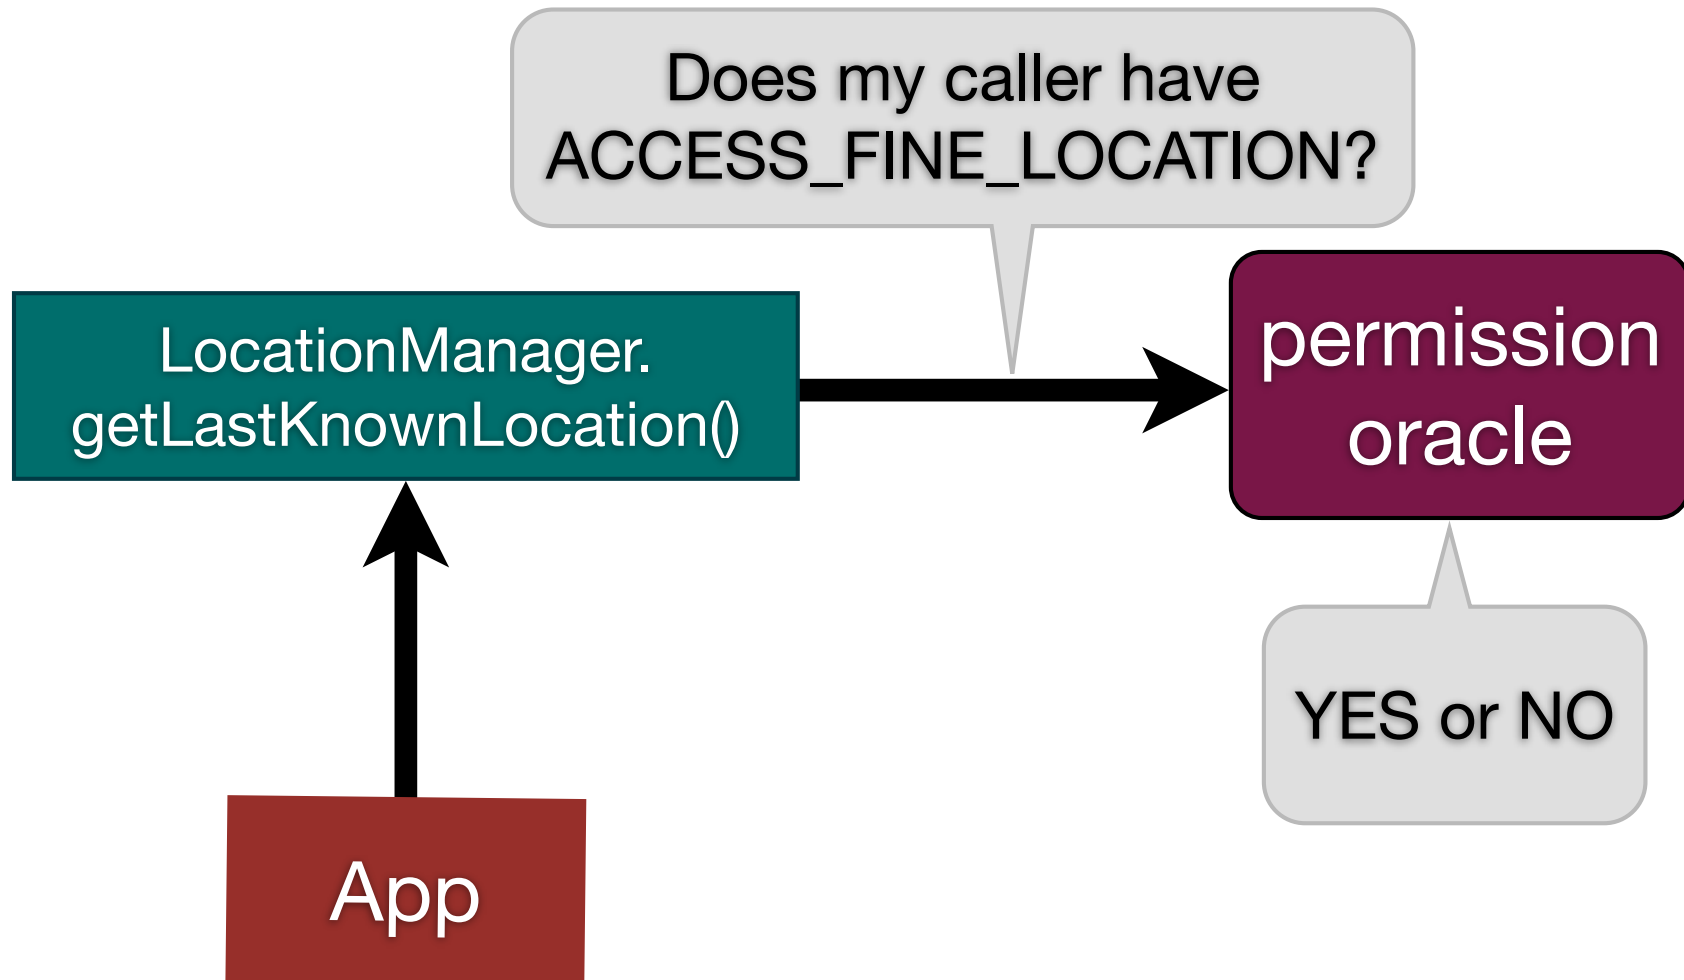 Does my caller have
ACCESS_FINE_LOCATION?
LocationManager.
getLastKnownLocation()
permission
oracle
YES or NO
App